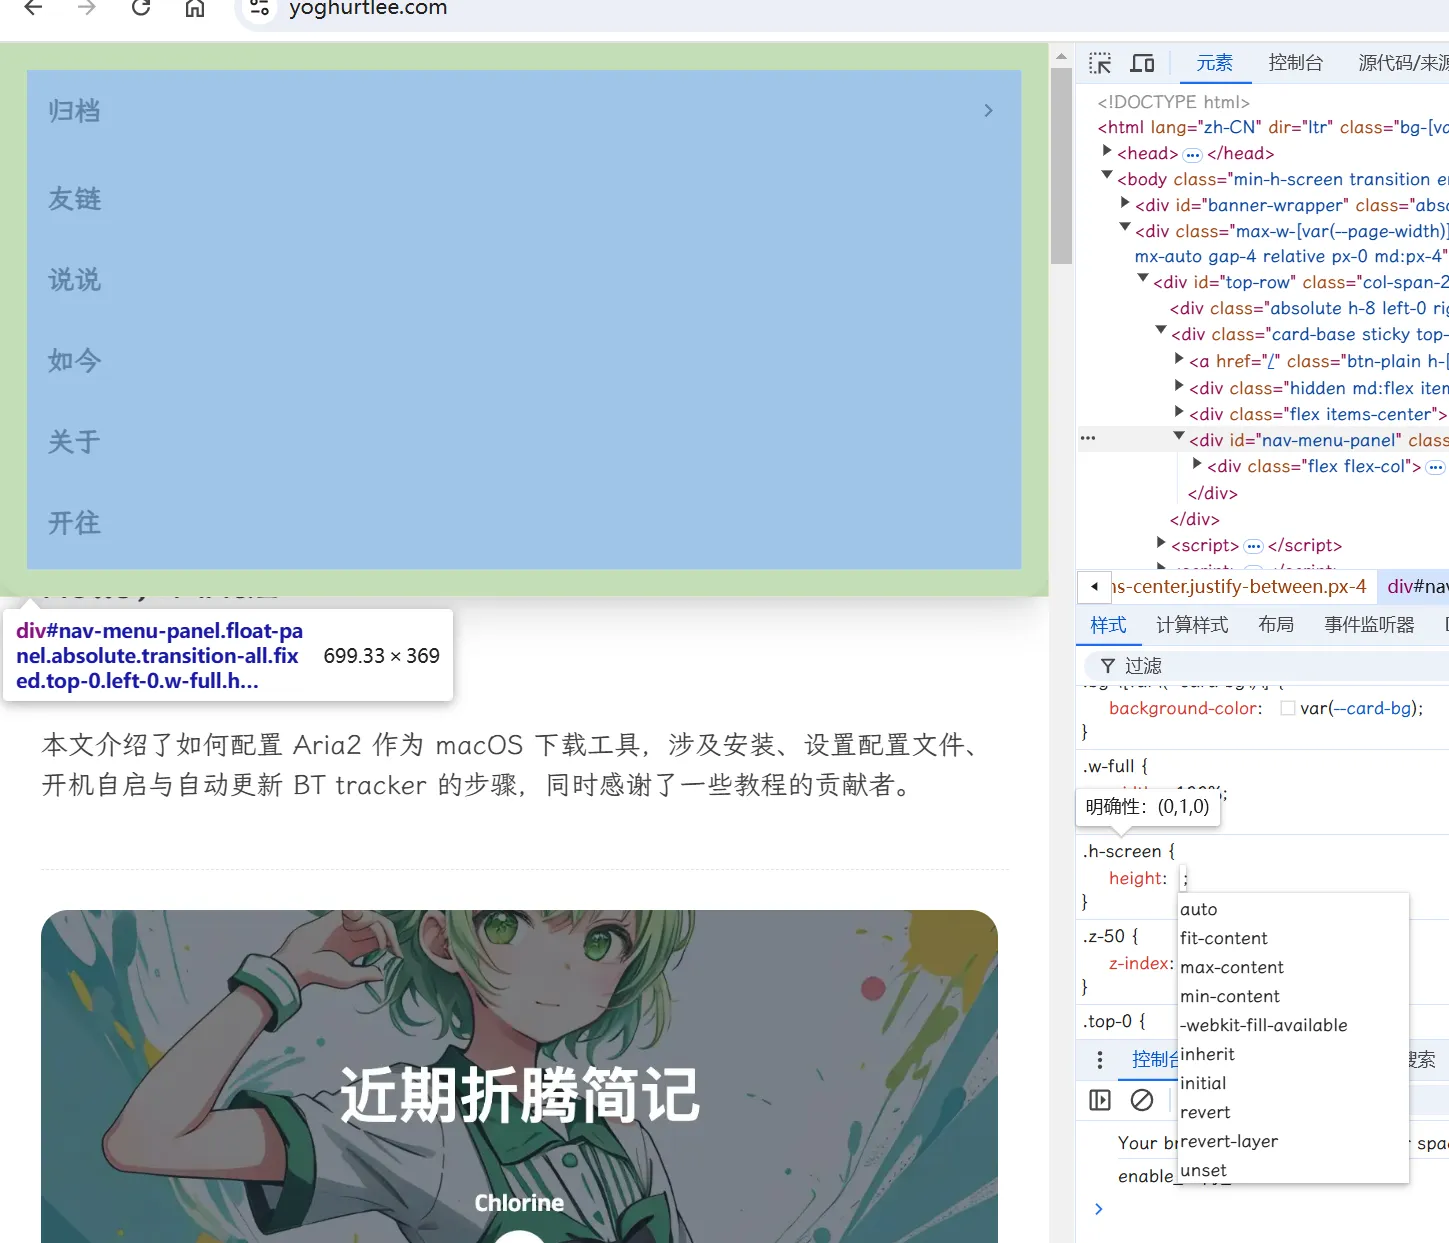 yoghurtlee.com
归档
友链
说说
如今
关于
开往
div#nav-menu-panel.float-pa
nel.absolute.transition-all.fix
ed.top-0.left-0.w-full.h...
699.33 × 369
本文介绍了如何配置 Aria2 作为 macOS 下载工具，涉及安装、设置配置文件、
开机自启与自动更新 BT tracker 的步骤，同时感谢了一些教程的贡献者。
近期折腾简记
Chlorine
元素 控制台 源代码/来源
<!DOCTYPE html>
<html lang="zh-CN" dir="ltr" class="bg-[va
<head> ... </head>
<body class="min-h-screen transition e
<div id="banner-wrapper" class="abso
<div class="max-w-[var(--page-width)]
mx-auto gap-4 relative px-0 md:px-4"
<div id="top-row" class="col-span-2
<div class="absolute h-8 left-0 rig
<div class="card-base sticky top-
<a href="/" class="btn-plain h-[
<div class="hidden md:flex item
<div class="flex items-center">
<div id="nav-menu-panel" class
<div class="flex flex-col"> ...
</div>
</div>
<script> ... </script>
ns-center.justify-between.px-4 div#nav
样式 计算样式 布局 事件监听器
过滤
background-color: var(--card-bg);
}
.w-full {
明确性：(0,1,0)
.h-screen {
height: ;
}
auto
fit-content
max-content
min-content
-webkit-fill-available
inherit
initial
revert
revert-layer
unset
.z-50 {
z-index:
}
.top-0 {
控制台 搜索
Your br
enable_